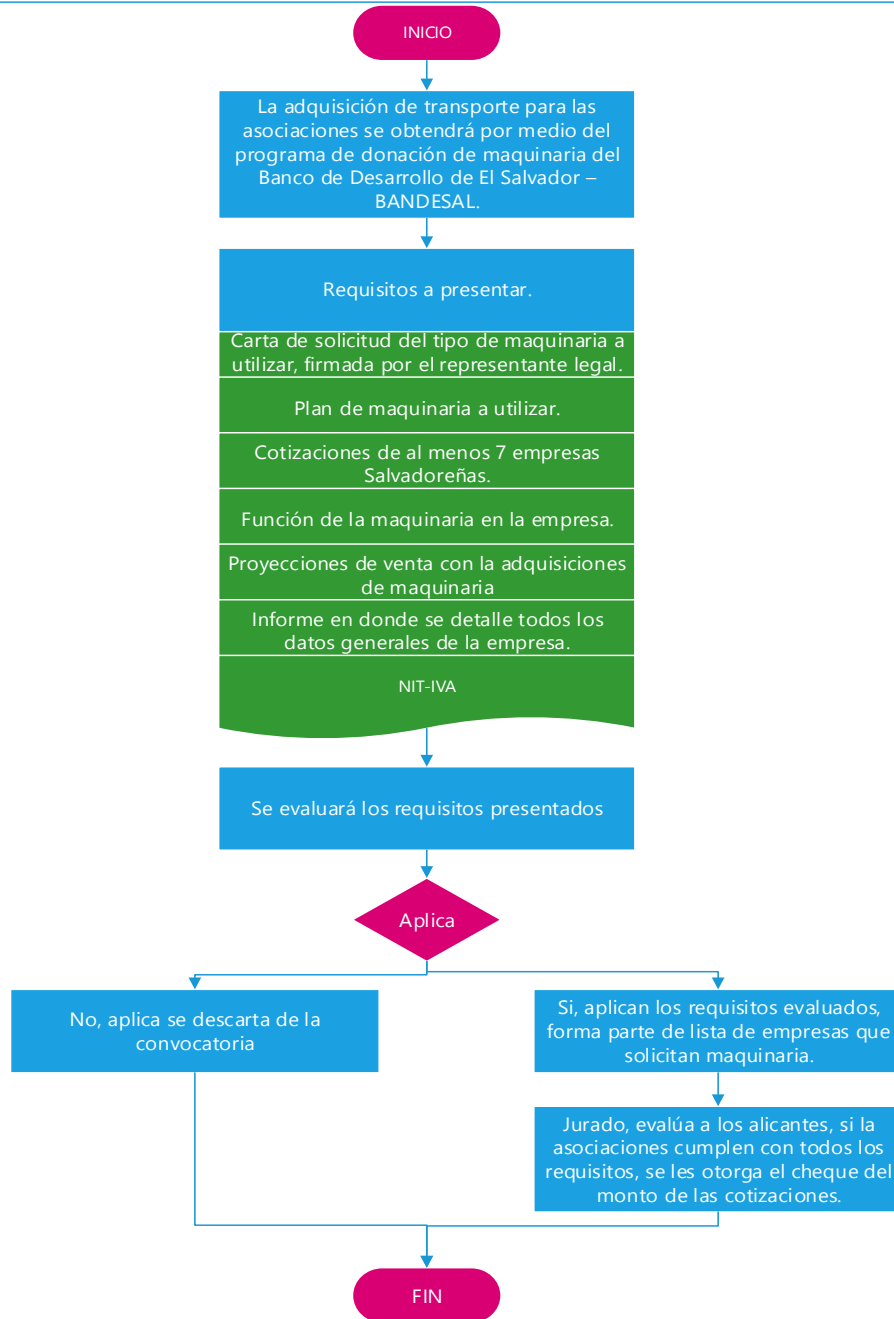 INICIO
La adquisición de transporte para las
asociaciones se obtendrá por medio del
programa de donación de maquinaria del
Banco de Desarrollo de El Salvador –
BANDESAL.
Requisitos a presentar.
Carta de solicitud del tipo de maquinaria a
utilizar, firmada por el representante legal.
Plan de maquinaria a utilizar.
Cotizaciones de al menos 7 empresas
Salvadoreñas.
Función de la maquinaria en la empresa.
Proyecciones de venta con la adquisiciones
de maquinaria
Informe en donde se detalle todos los
datos generales de la empresa.
NIT-IVA
Se evaluará los requisitos presentados
Aplica
No, aplica se descarta de la
convocatoria
Si, aplican los requisitos evaluados,
forma parte de lista de empresas que
solicitan maquinaria.
Jurado, evalúa a los alicantes, si la
asociaciones cumplen con todos los
requisitos, se les otorga el cheque del
monto de las cotizaciones.
FIN